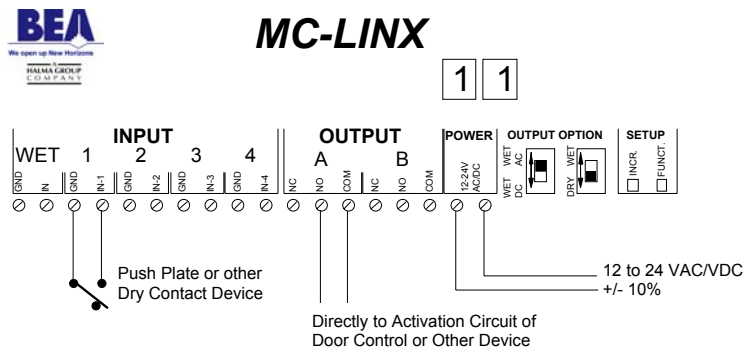 BEA
We open up New Horizons
A
HALMA GROUP
COMPANY
MC-LINX
1 1
INPUT OUTPUT POWER OUTPUT OPTION SETUP
WET 1 2 3 4 A B
GND IN GND IN-1 GND IN-2 GND IN-3 GND IN-4 NC NO COM NC NO COM 12-24V AC/DC WET DC WET AC DRY WET INCR. FUNCT.
Push Plate or other
Dry Contact Device
12 to 24 VAC/VDC
+/- 10%
Directly to Activation Circuit of
Door Control or Other Device